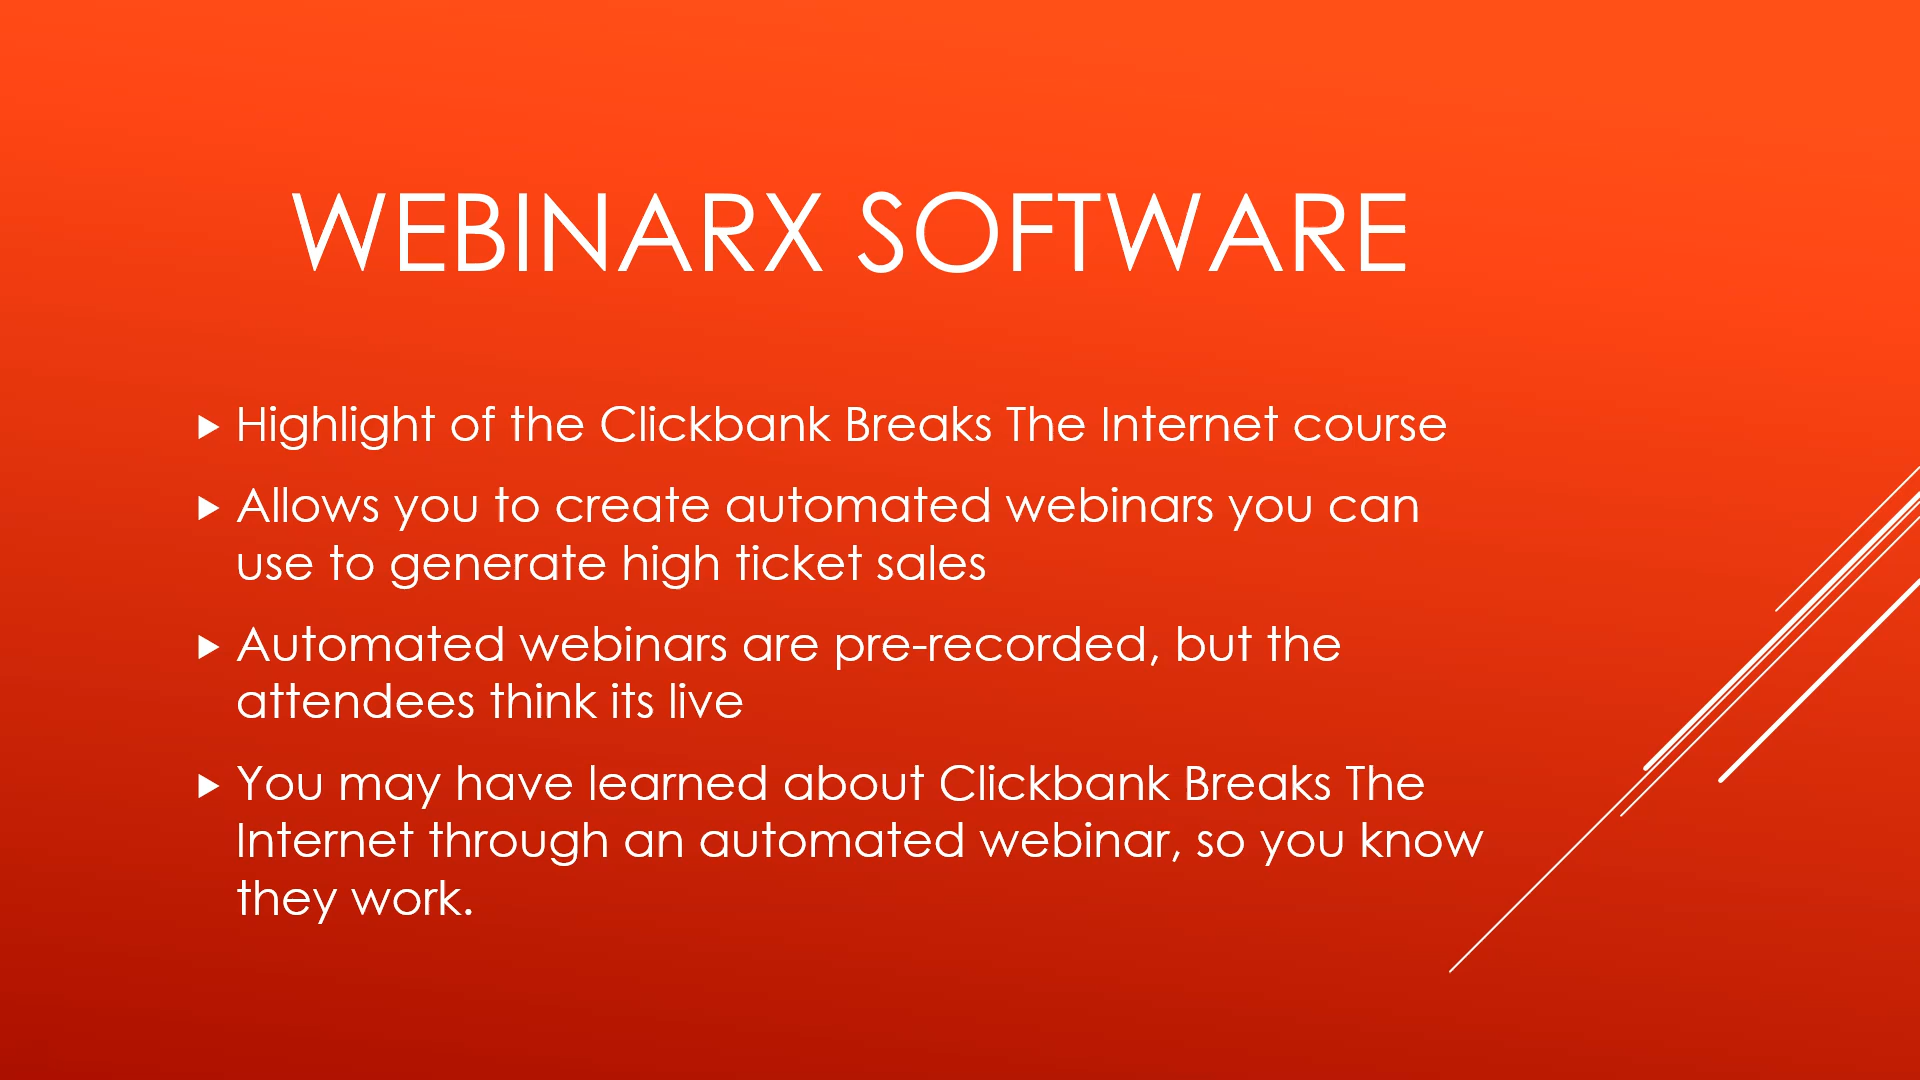 WEBINARX SOFTWARE
Highlight of the Clickbank Breaks The Internet course
Allows you to create automated webinars you can
use to generate high ticket sales
Automated webinars are pre-recorded, but the
attendees think its live
You may have learned about Clickbank Breaks The
Internet through an automated webinar, so you know
they work.